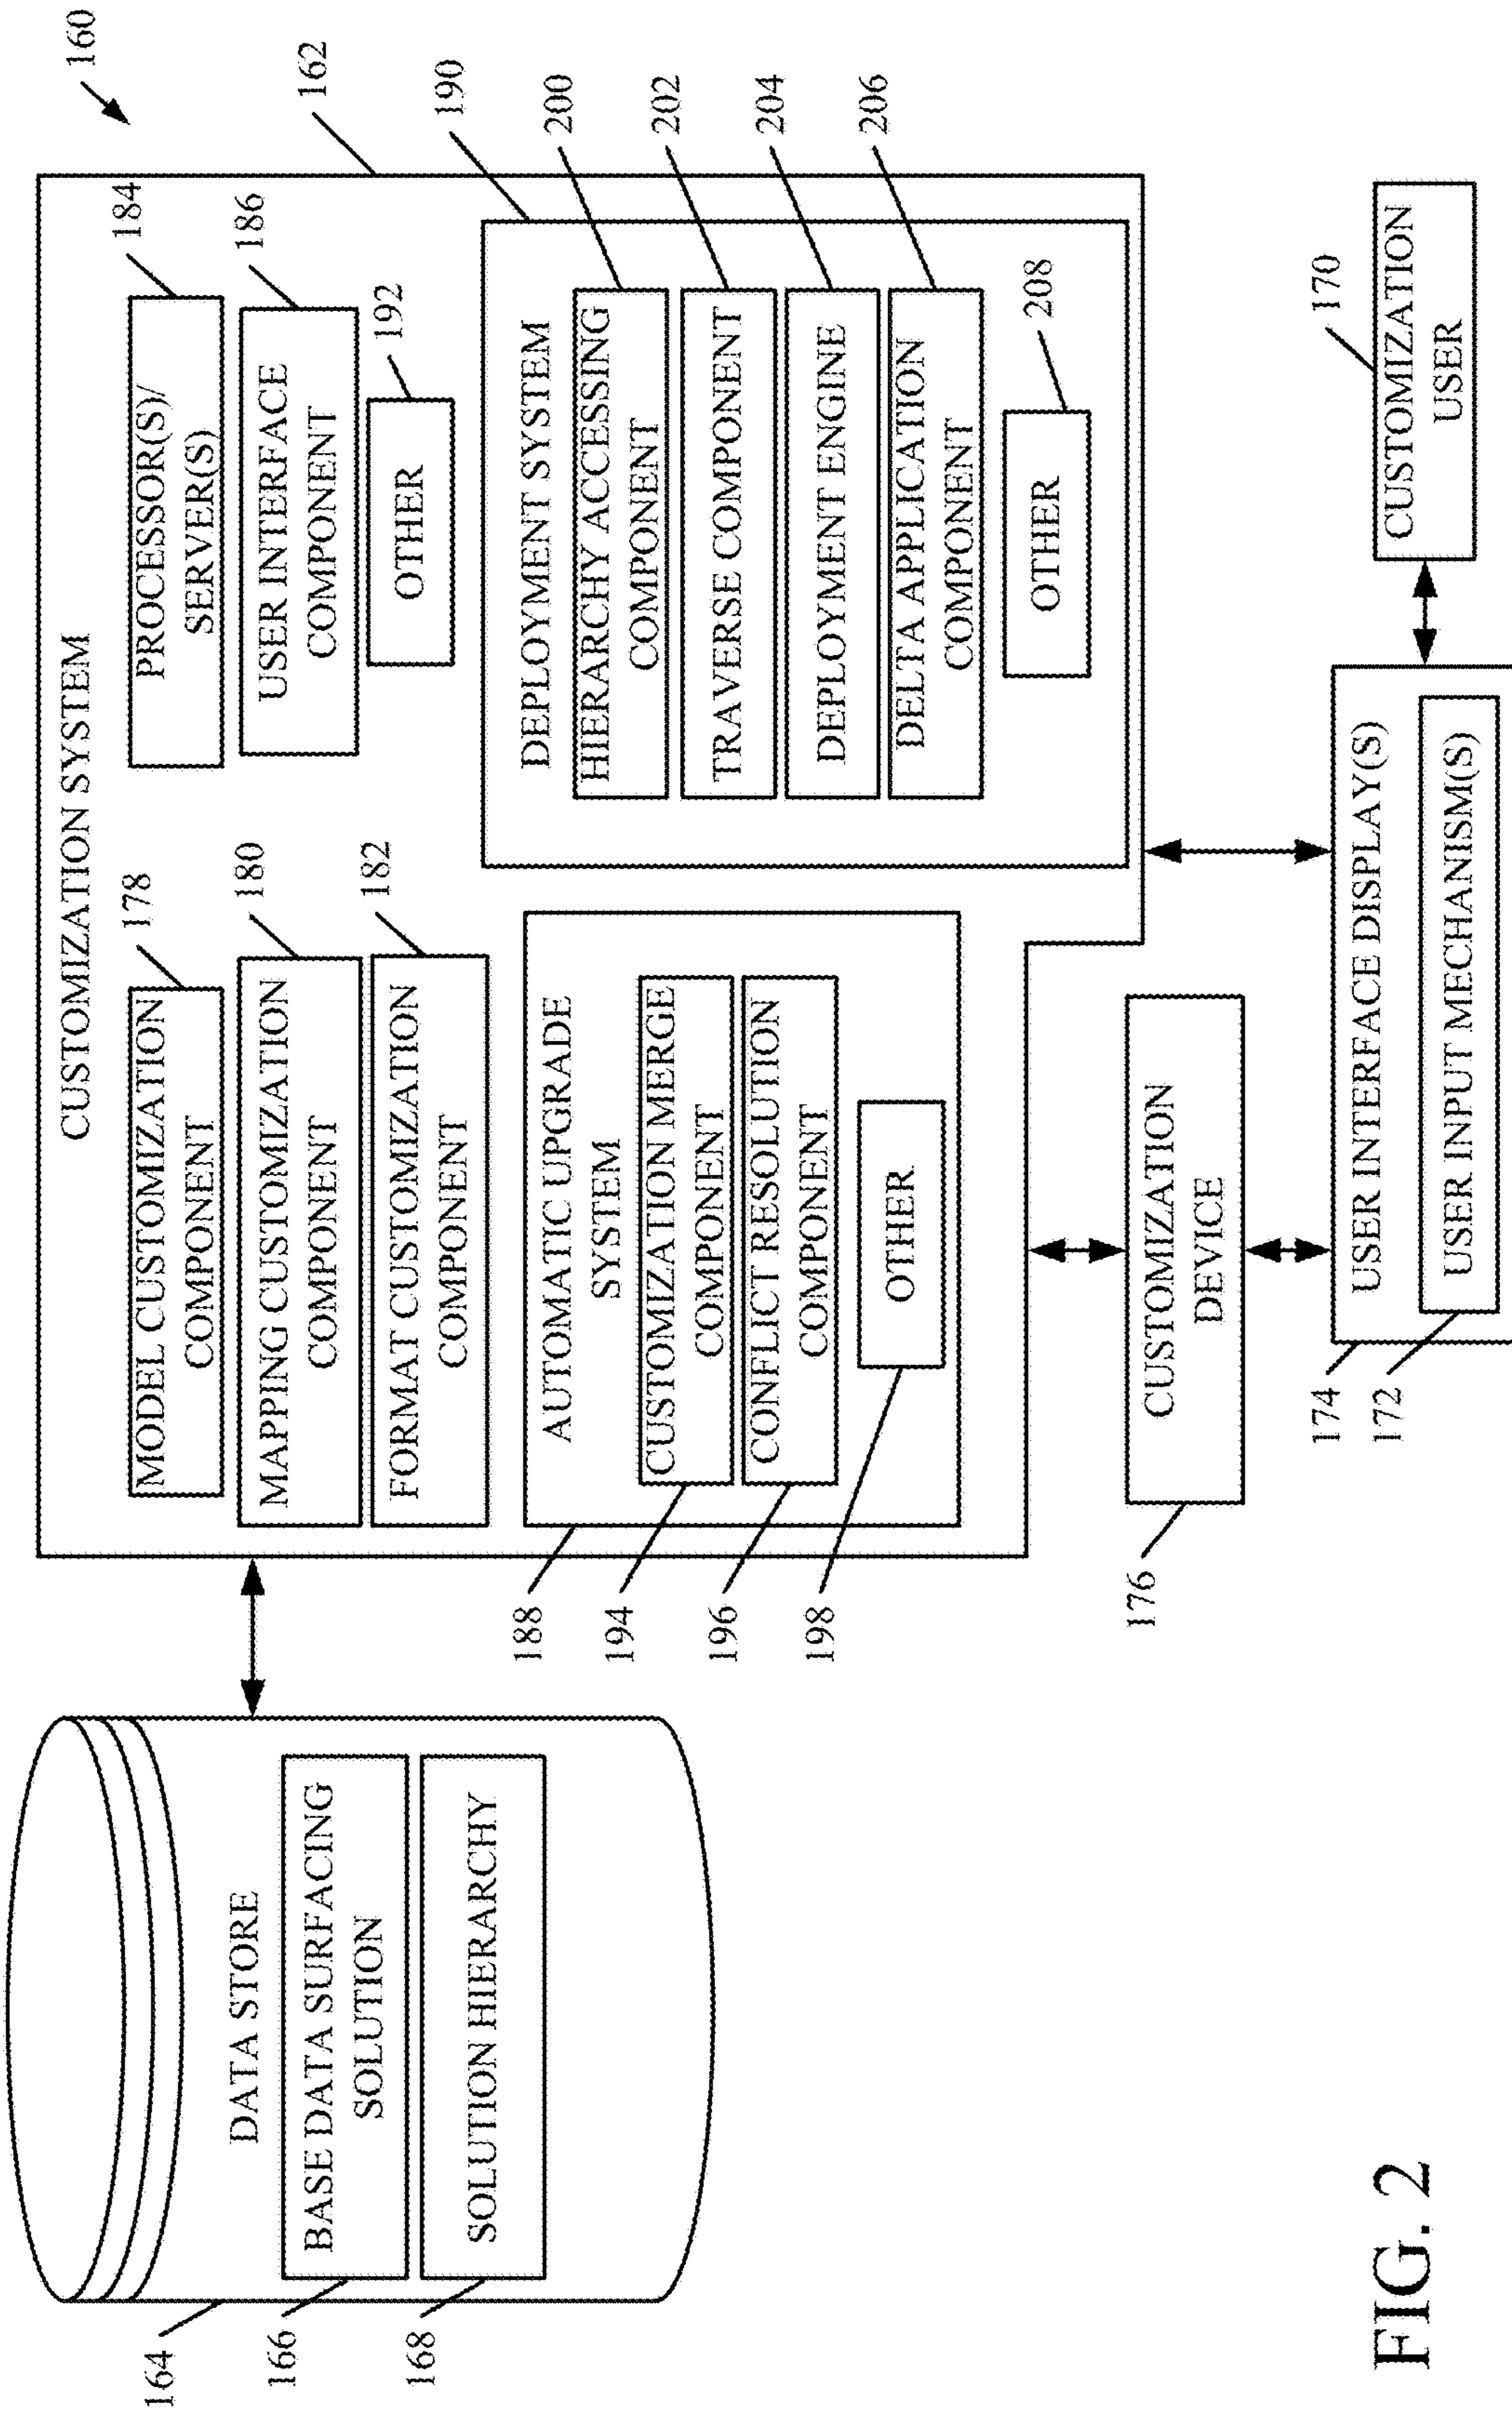 160
CUSTOMIZATION SYSTEM
162
DATA STORE
164
BASE DATA SURFACING
SOLUTION
166
SOLUTION HIERARCHY
168
MODEL CUSTOMIZATION
COMPONENT
178
MAPPING CUSTOMIZATION
COMPONENT
180
FORMAT CUSTOMIZATION
COMPONENT
182
PROCESSOR(S)/
SERVER(S)
184
USER INTERFACE
COMPONENT
186
OTHER
192
AUTOMATIC UPGRADE
SYSTEM
188
CUSTOMIZATION MERGE
COMPONENT
194
CONFLICT RESOLUTION
COMPONENT
196
OTHER
198
DEPLOYMENT SYSTEM
190
HIERARCHY ACCESSING
COMPONENT
200
TRAVERSE COMPONENT
202
DEPLOYMENT ENGINE
204
DELTA APPLICATION
COMPONENT
206
OTHER
208
CUSTOMIZATION
DEVICE
176
USER INTERFACE DISPLAY(S)
174
USER INPUT MECHANISM(S)
172
CUSTOMIZATION
USER
170
FIG. 2